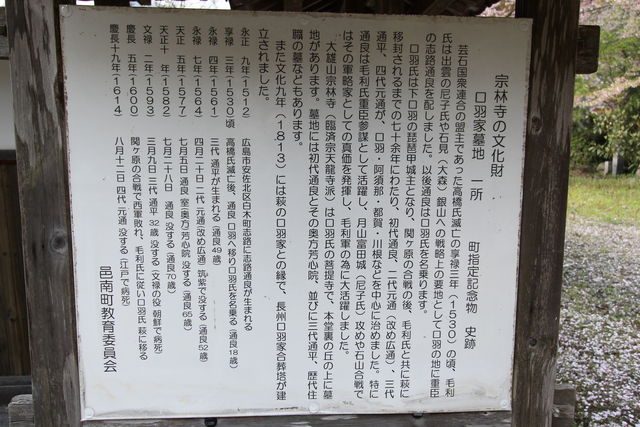 宗林寺の文化財
口羽家墓地　一所　　町指定記念物　史跡
芸石国衆連合の盟主であった高橋氏滅亡の享禄三年（1530）の頃、毛利
氏は出雲の尼子氏や石見（大森）銀山への戦略上の要地として口羽の地に重臣
の志路通良を配しました。以後通良は口羽氏を名乗ります。
口羽氏は下口羽の琵琶甲城主となり、関ヶ原の合戦の後、毛利氏と共に萩に
移封されるまでの七十余年にわたり、初代通良、二代元通（改め広通）、三代
通平、四代元通が、口羽・阿須那・都賀・川根などを中心に治めました。特に
通良は毛利氏重臣参謀として活躍し、月山富田城（尼子氏）攻めや石山合戦で
はその軍略家としての真価を発揮し、毛利軍の為に大活躍しました。
大雄山宗林寺（臨済宗天龍寺派）は口羽氏の菩提寺で、本堂裏の丘の上に墓
地があります。墓地には初代通良とその奥方芳心院、並びに三代通平、歴代住
職の墓などもあります。
また文化九年（1813）には萩の口羽家との縁で、長州口羽家合葬塔が建
立されました。
永正　九年（1512）　広島市安佐北区白木町志路に志路通良が生まれる
享禄　三年（1530）頃　高橋氏滅亡後、通良　口羽へ移り口羽氏を名乗る（通良18歳）
永禄　四年（1561）　三代　通平が生まれる（通良49歳）
永禄　七年（1564）　四月二十日　二代　元通（改め広通）筑紫で没する（通良52歳）
天正　五年（1577）　七月五日　通良　室（奥方）芳心院　没する（通良65歳）
天正　十年（1582）　七月二十八日　通良　没する（通良70歳）
文禄　二年（1593）　三月九日　三代　通平　32歳　没する（文禄の役　朝鮮で病死）
慶長　五年（1600）　関ヶ原の合戦で西軍敗れ、毛利氏に従い口羽氏　萩に移る
慶長十九年（1614）　八月十二日　四代　元通　没する（江戸で病死）
邑南町教育委員会